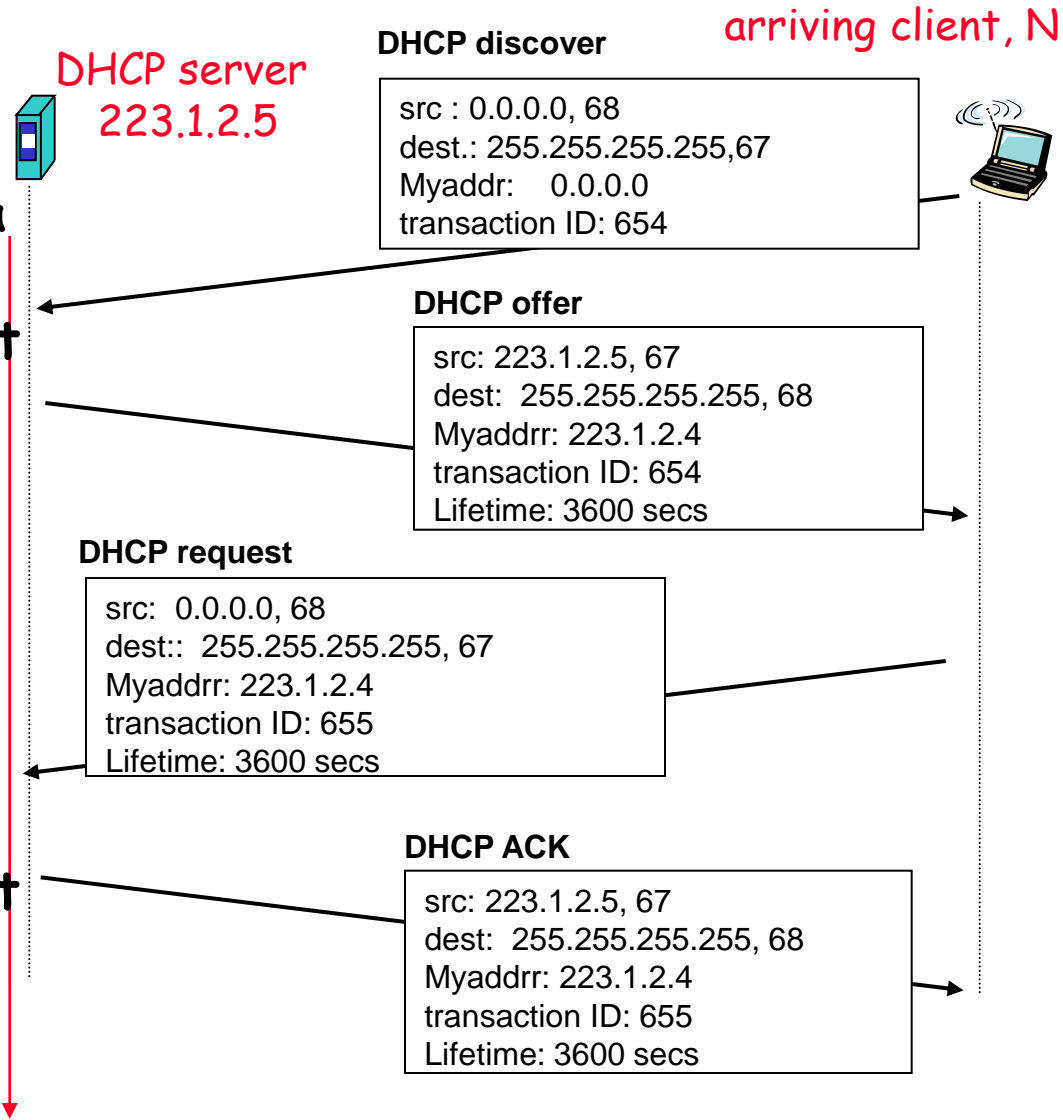 arriving client, N
DHCP discover
DHCP server
223.1.2.5
src : 0.0.0.0, 68
dest.: 255.255.255.255,67
Myaddr: 0.0.0.0
transaction ID: 654
DHCP offer
src: 223.1.2.5, 67
dest: 255.255.255.255, 68
Myaddrr: 223.1.2.4
transaction ID: 654
Lifetime: 3600 secs
DHCP request
src: 0.0.0.0, 68
dest:: 255.255.255.255, 67
Myaddrr: 223.1.2.4
transaction ID: 655
Lifetime: 3600 secs
DHCP ACK
src: 223.1.2.5, 67
dest: 255.255.255.255, 68
Myaddrr: 223.1.2.4
transaction ID: 655
Lifetime: 3600 secs